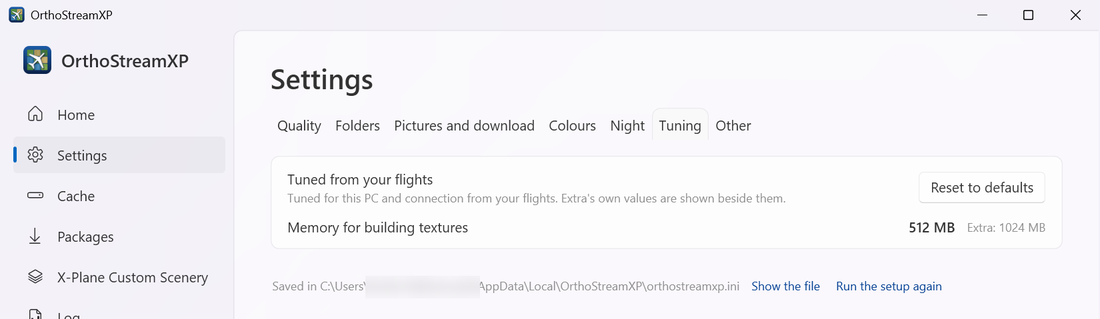 OrthoStreamXP
OrthoStreamXP
Home
Settings
Cache
Packages
X-Plane Custom Scenery
Log
Settings
Quality Folders Pictures and download Colours Night Tuning Other
Tuned from your flights
Tuned for this PC and connection from your flights. Extra's own values are shown beside them.
Reset to defaults
Memory for building textures 512 MB Extra: 1024 MB
Saved in C:\Users\ AppData\Local\OrthoStreamXP\orthostreamxp.ini Show the file Run the setup again